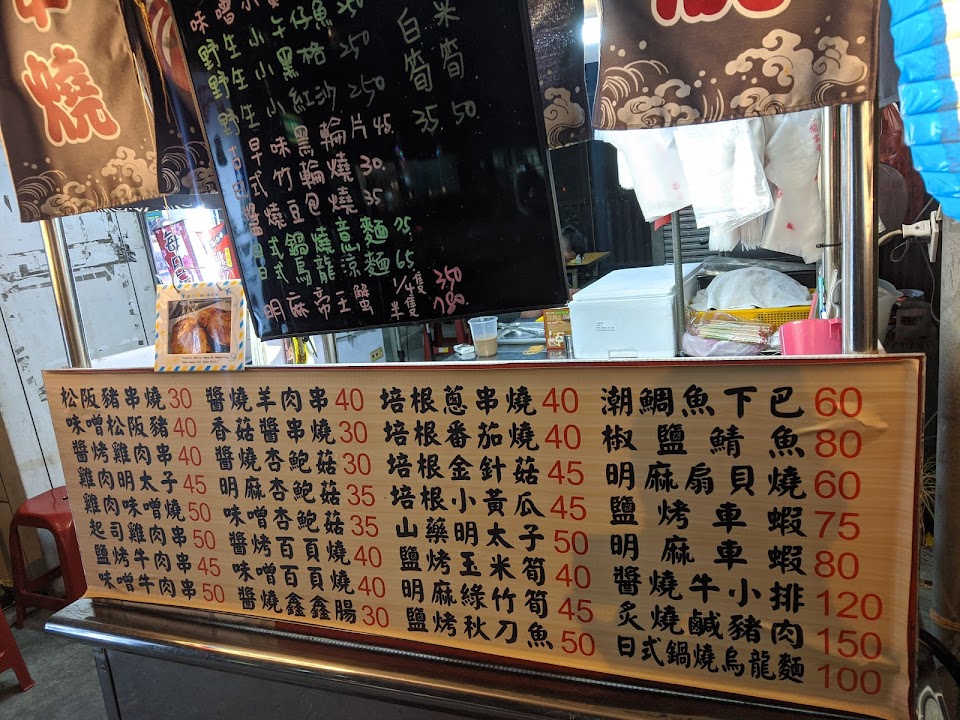 燒
味噌小
仔魚 250
野生小午黑格 250
野生小紅沙 250
野生小
古早味黑輪片 45
日式竹輪燒 30.
醬燒豆包燒 35
日式鍋燒意麵 75.
日式烏龍涼麵 65
明麻帝王蟹 1/4隻 350
半隻 780.
白筍 35
米筍 50
松阪豬串燒 30
味噌松阪豬 40
醬烤雞肉串 40
雞肉明太子 45
雞肉味噌燒 50
起司雞肉串 50
鹽烤牛肉串 45
味噌牛肉串 50
醬燒羊肉串 40
香菇醬串燒 30
醬燒杏鮑菇 30
明麻杏鮑菇 35
味噌杏鮑菇 35
醬烤百頁燒 40
味噌百頁燒 40
醬燒鑫鑫腸 30
培根蔥串燒 40
培根番茄燒 40
培根金針菇 45
培根小黃瓜 45
山藥明太子 50
鹽烤玉米筍 40
明麻綠竹筍 45
鹽烤秋刀魚 50
潮鯛魚下巴 60
椒鹽鯖魚 80
明麻扇貝燒 60
鹽烤車蝦 75
明麻車蝦 80
醬燒牛小排 120
炙燒鹹豬肉 150
日式鍋燒烏龍麵 100